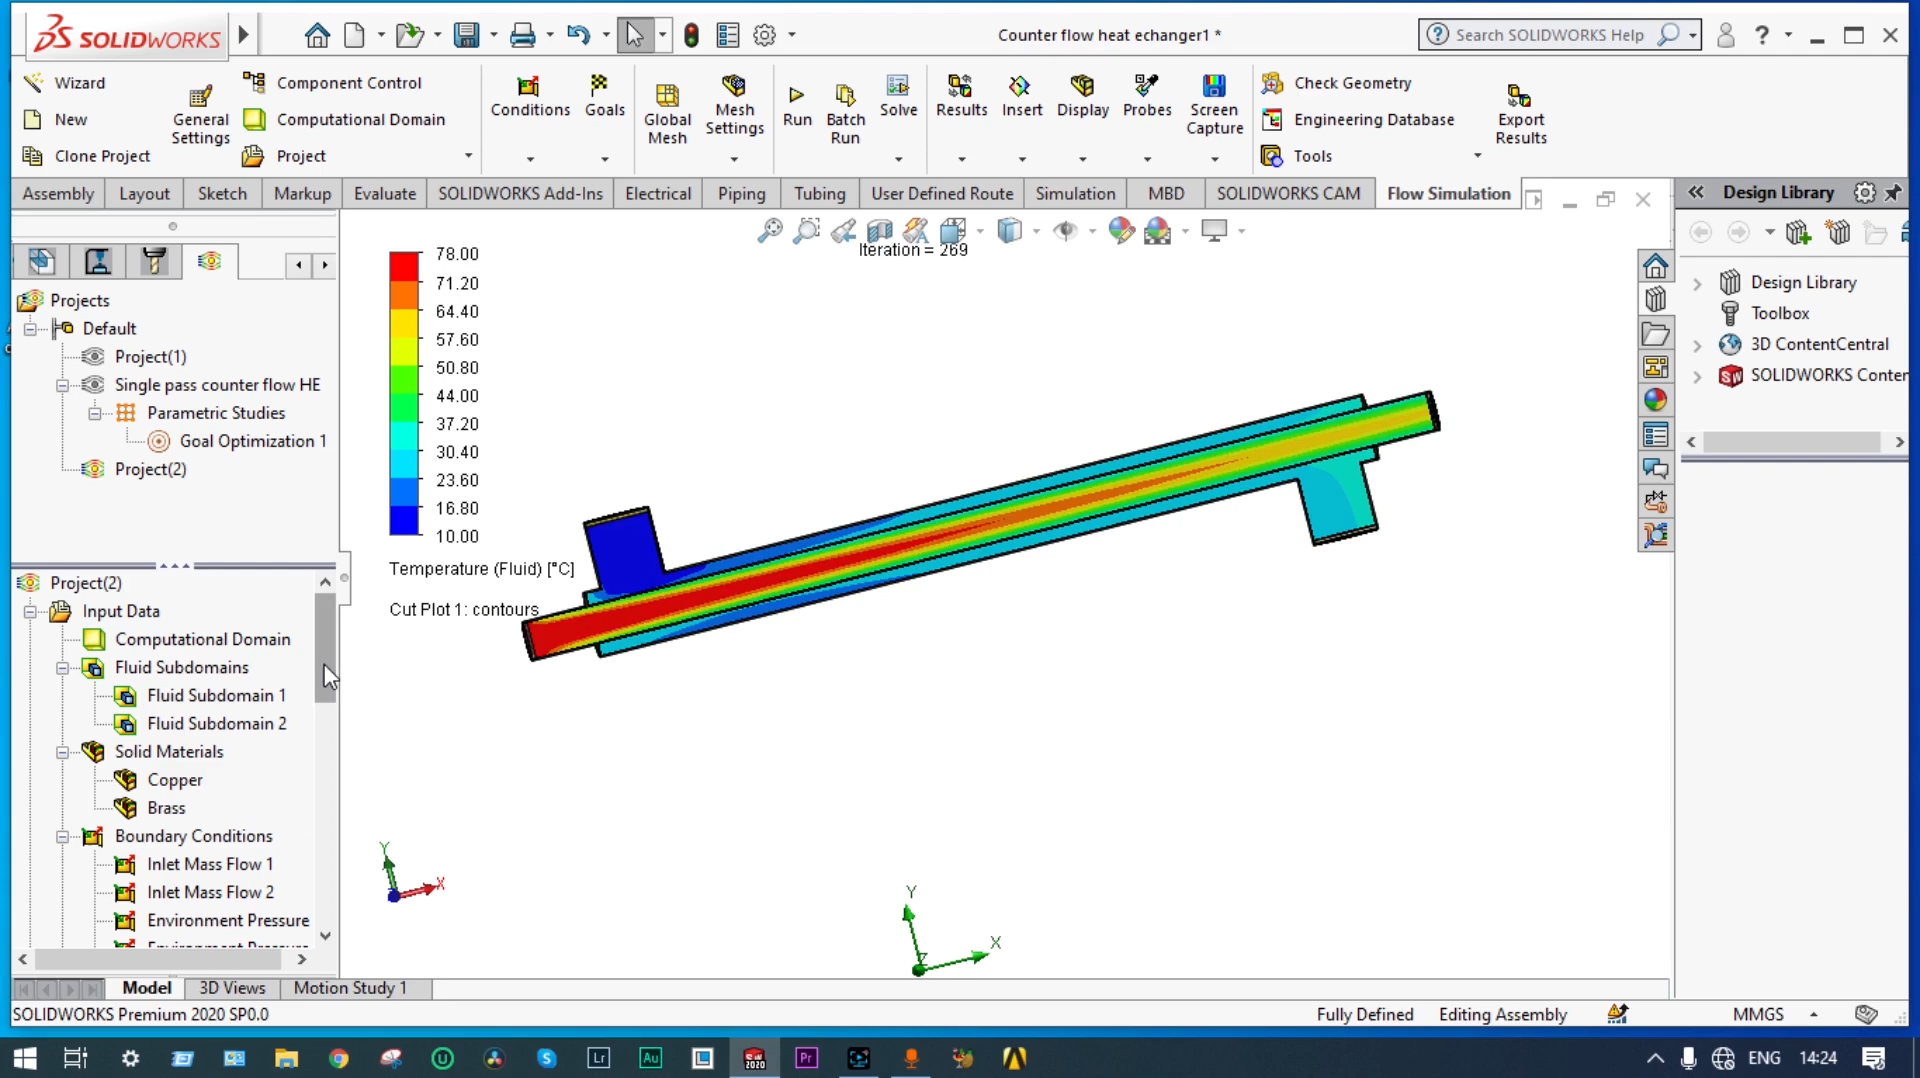 SOLIDWORKS
Counter flow heat echanger1 *
Search SOLIDWORKS Help
Wizard
New
Clone Project
General
Settings
Component Control
Computational Domain
Project
Conditions
Goals
Global
Mesh
Mesh
Settings
Run
Batch
Run
Solve
Results
Insert
Display
Probes
Screen
Capture
Check Geometry
Engineering Database
Tools
Export
Results
Assembly
Layout
Sketch
Markup
Evaluate
SOLIDWORKS Add-Ins
Electrical
Piping
Tubing
User Defined Route
Simulation
MBD
SOLIDWORKS CAM
Flow Simulation
Design Library
Projects
Default
Project(1)
Single pass counter flow HE
Parametric Studies
Goal Optimization 1
Project(2)
Iteration = 269
78.00
71.20
64.40
57.60
50.80
44.00
37.20
30.40
23.60
16.80
10.00
Temperature (Fluid) [°C]
Cut Plot 1: contours
Design Library
Toolbox
3D ContentCentral
SOLIDWORKS Conter
Project(2)
Input Data
Computational Domain
Fluid Subdomains
Fluid Subdomain 1
Fluid Subdomain 2
Solid Materials
Copper
Brass
Boundary Conditions
Inlet Mass Flow 1
Inlet Mass Flow 2
Environment Pressure
Y
X
Y
X
Z
Model
3D Views
Motion Study 1
SOLIDWORKS Premium 2020 SP0.0
Fully Defined
Editing Assembly
MMGS
Lr
Au
SW
2020
Pr
ENG
14:24